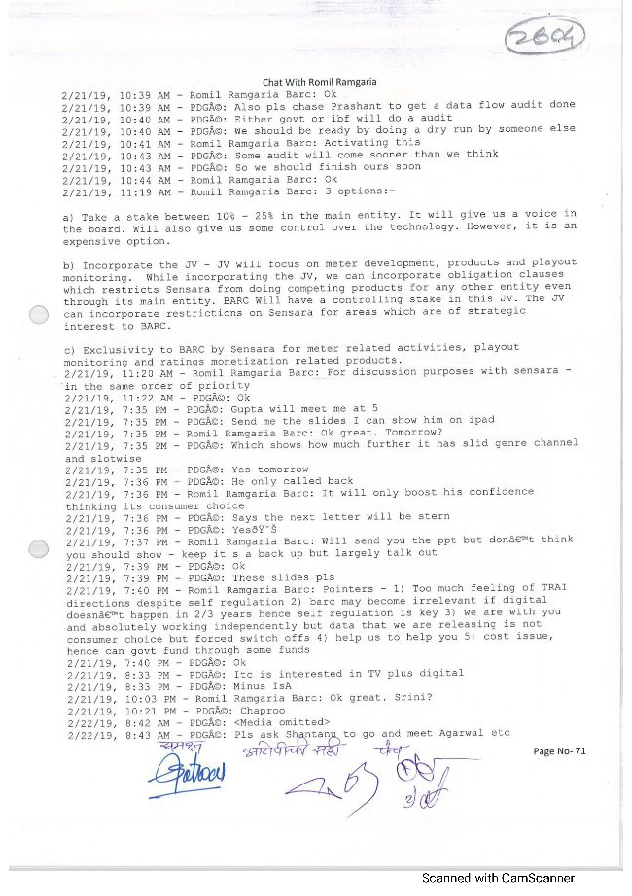 2604
Chat With Romil Ramgaria
2/21/19, 10:39 AM - Romil Ramgaria Barc: Ok
2/21/19, 10:39 AM - PDGÃ©: Also pls chase Prashant to get a data flow audit done
2/21/19, 10:40 AM - PDGÃ©: Either govt or ibf will do a audit
2/21/19, 10:40 AM - PDGÃ©: We should be ready by doing a dry run by someone else
2/21/19, 10:41 AM - Romil Ramgaria Barc: Activating this
2/21/19, 10:43 AM - PDGÃ©: Some audit will come sooner than we think
2/21/19, 10:43 AM - PDGÃ©: So we should finish ours soon
2/21/19, 10:44 AM - Romil Ramgaria Barc: Ok
2/21/19, 11:19 AM - Romil Ramgaria Barc: 3 options:-
a) Take a stake between 10% - 25% in the main entity. It will give us a voice in
the board. Will also give us some control over the technology. However, it is an
expensive option.
b) Incorporate the JV - JV will focus on meter development, products and playout
monitoring. While incorporating the JV, we can incorporate obligation clauses
which restricts Sensara from doing competing products for any other entity even
through its main entity. BARC Will have a controlling stake in this JV. The JV
can incorporate restrictions on Sensara for areas which are of strategic
interest to BARC.
c) Exclusivity to BARC by Sensara for meter related activities, playout
monitoring and ratings monetization related products.
2/21/19, 11:20 AM - Romil Ramgaria Barc: For discussion purposes with sensara -
in the same order of priority
2/21/19, 11:22 AM - PDGÃ©: Ok
2/21/19, 7:35 PM - PDGÃ©: Gupta will meet me at 5
2/21/19, 7:35 PM - PDGÃ©: Send me the slides I can show him on ipad
2/21/19, 7:35 PM - Romil Ramgaria Barc: Ok great. Tomorrow?
2/21/19, 7:35 PM - PDGÃ©: Which shows how much further it has slid genre channel
and slotwise
2/21/19, 7:35 PM - PDGÃ©: Yes tomorrow
2/21/19, 7:36 PM - PDGÃ©: He only called back
2/21/19, 7:36 PM - Romil Ramgaria Barc: It will only boost his confidence
thinking its consumer choice
2/21/19, 7:36 PM - PDGÃ©: Says the next letter will be stern
2/21/19, 7:36 PM - PDGÃ©: YesðŸ˜Š
2/21/19, 7:37 PM - Romil Ramgaria Barc: Will send you the ppt but donâ€™t think
you should show - keep it s a back up but largely talk out
2/21/19, 7:39 PM - PDGÃ©: Ok
2/21/19, 7:39 PM - PDGÃ©: These slides pls
2/21/19, 7:40 PM - Romil Ramgaria Barc: Pointers - 1) Too much feeling of TRAI
directions despite self regulation 2) barc may become irrelevant if digital
doesnâ€™t happen in 2/3 years hence self regulation is key 3) we are with you
and absolutely working independently but data that we are releasing is not
consumer choice but forced switch offs 4) help us to help you 5) cost issue,
hence can govt fund through some funds
2/21/19, 7:40 PM - PDGÃ©: Ok
2/21/19, 8:33 PM - PDGÃ©: Itc is interested in TV plus digital
2/21/19, 8:33 PM - PDGÃ©: Minus IsA
2/21/19, 10:03 PM - Romil Ramgaria Barc: Ok great. Srini?
2/21/19, 10:21 PM - PDGÃ©: Chaproo
2/22/19, 8:42 AM - PDGÃ©: <Media omitted>
2/22/19, 8:43 AM - PDGÃ©: Pls ask Shantanu to go and meet Agarwal etc
समक्ष आरोपीची सही पंच
Page No- 71
Scanned with CamScanner